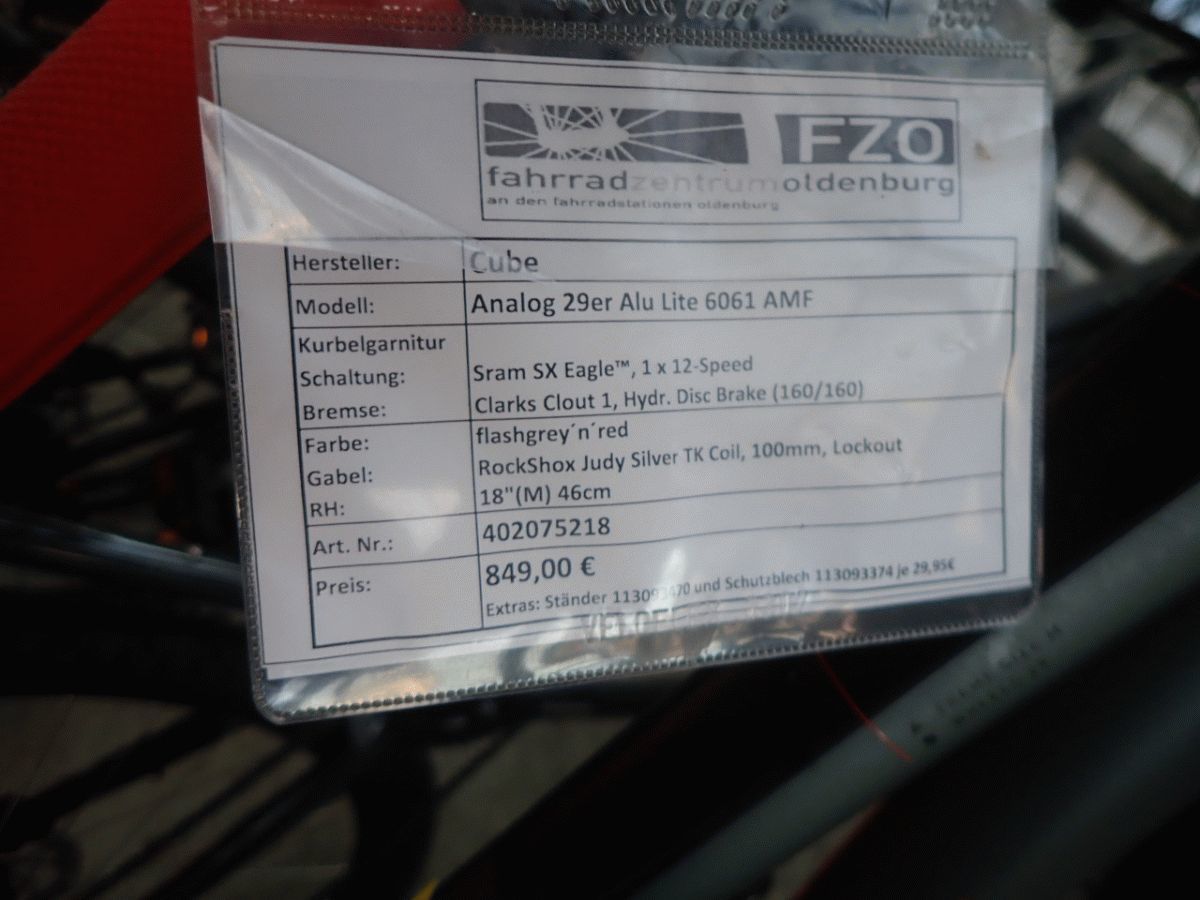 FZO
fahrradzentrumoldenburg
an den fahrradstationen oldenburg
Hersteller: Cube
Modell: Analog 29er Alu Lite 6061 AMF
Kurbelgarnitur
Schaltung: Sram SX Eagle™, 1 x 12-Speed
Bremse: Clarks Clout 1, Hydr. Disc Brake (160/160)
Farbe: flashgrey´n´red
Gabel: RockShox Judy Silver TK Coil, 100mm, Lockout
RH: 18"(M) 46cm
Art. Nr.: 402075218
Preis: 849,00 €
Extras: Ständer und Schutzblech 113093374 je 29,95€